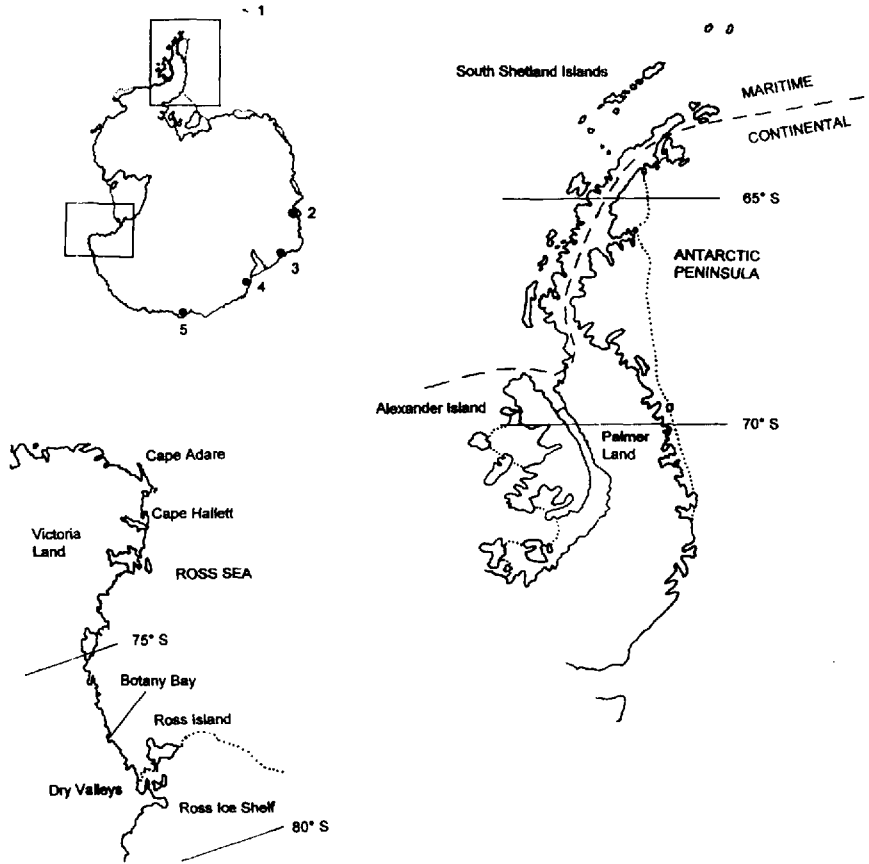 1
2
3
4
5
South Shetland Islands
MARITIME
CONTINENTAL
65° S
ANTARCTIC
PENINSULA
Alexander Island
70° S
Palmer
Land
Cape Adare
Cape Hallett
Victoria
Land
ROSS SEA
75° S
Botany Bay
Ross Island
Dry Valleys
Ross Ice Shelf
80° S